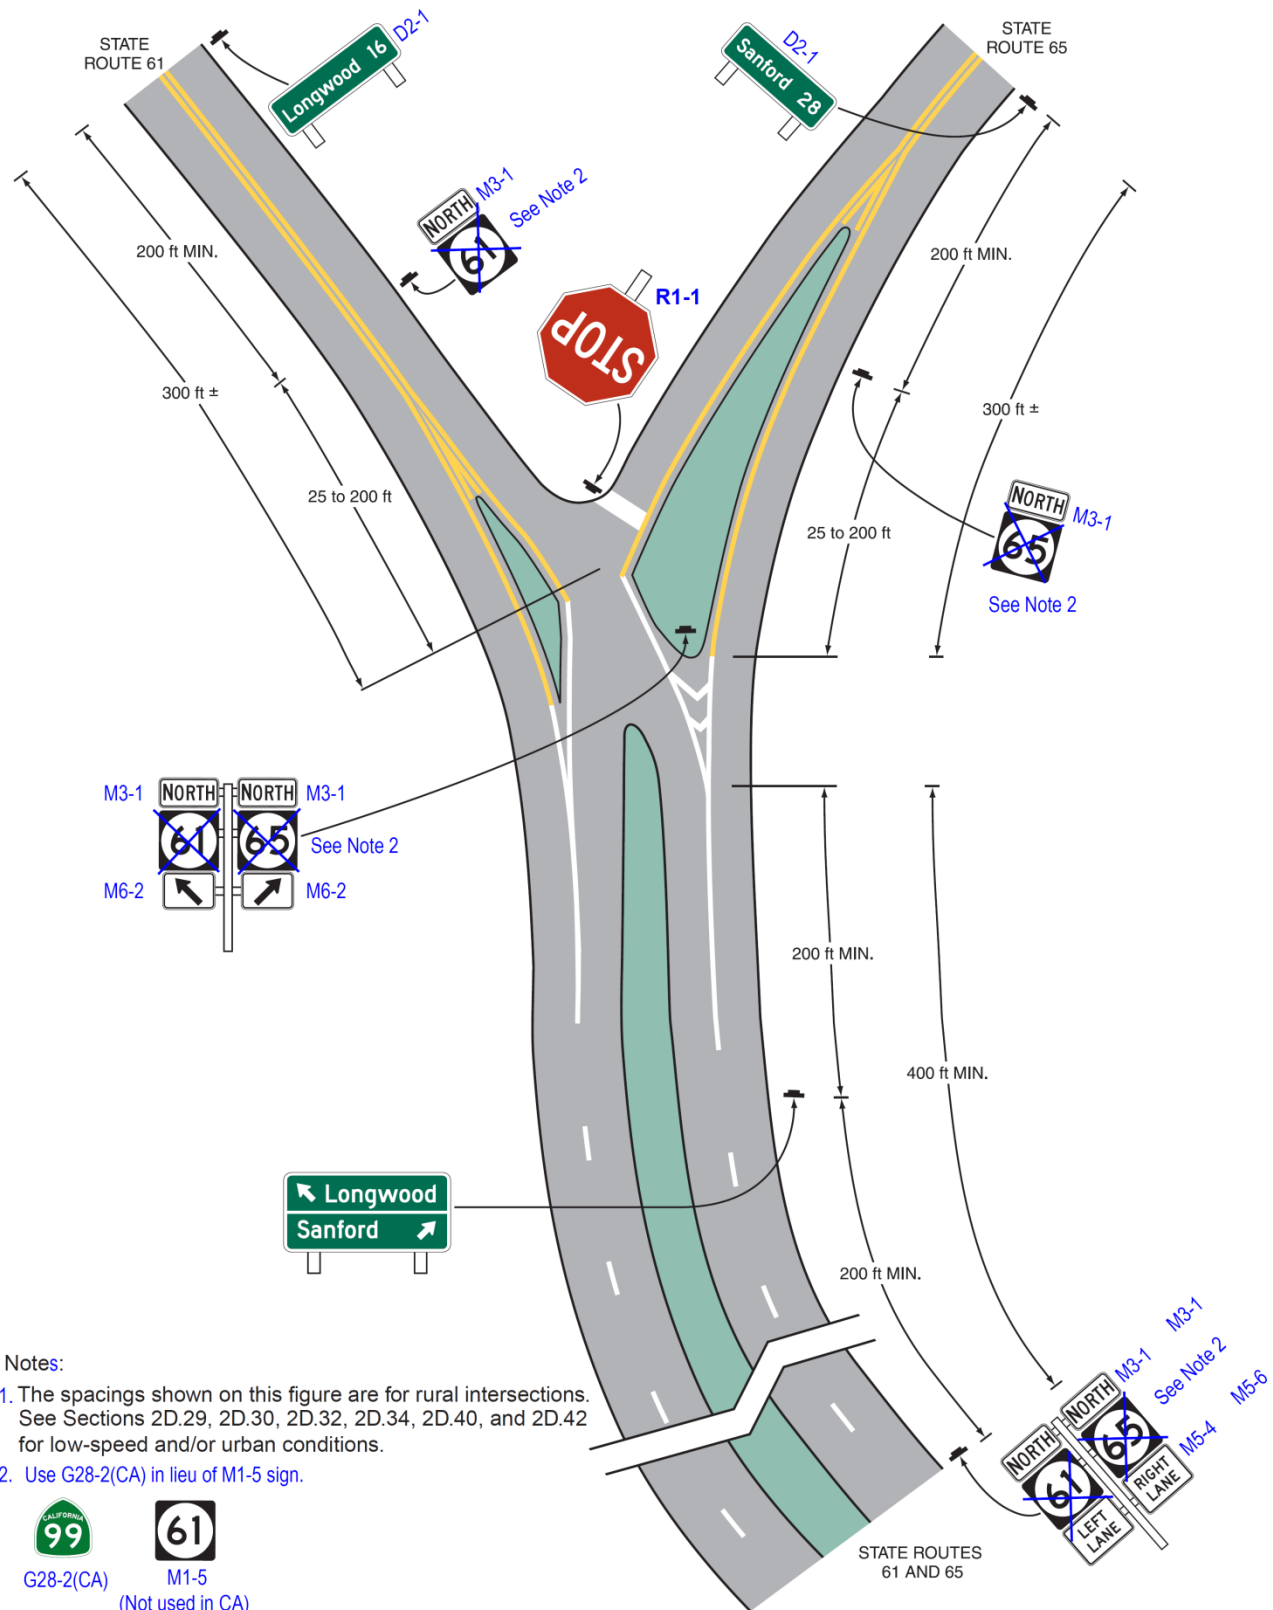 STATE
ROUTE 61
Longwood 16
D2-1
D2-1
Sanford 28
STATE
ROUTE 65
NORTH
M3-1
61
See Note 2
STOP
R1-1
200 ft MIN.
300 ft ±
25 to 200 ft
200 ft MIN.
300 ft ±
25 to 200 ft
NORTH
M3-1
65
See Note 2
M3-1
NORTH
NORTH
M3-1
61
65
See Note 2
M6-2
M6-2
200 ft MIN.
400 ft MIN.
Longwood
Sanford
200 ft MIN.
M3-1
M3-1
See Note 2
M5-6
M5-4
NORTH
65
RIGHT
LANE
NORTH
61
LEFT
LANE
STATE ROUTES
61 AND 65
Notes:
1. The spacings shown on this figure are for rural intersections.
See Sections 2D.29, 2D.30, 2D.32, 2D.34, 2D.40, and 2D.42
for low-speed and/or urban conditions.
2. Use G28-2(CA) in lieu of M1-5 sign.
CALIFORNIA
99
61
G28-2(CA)
M1-5
(Not used in CA)